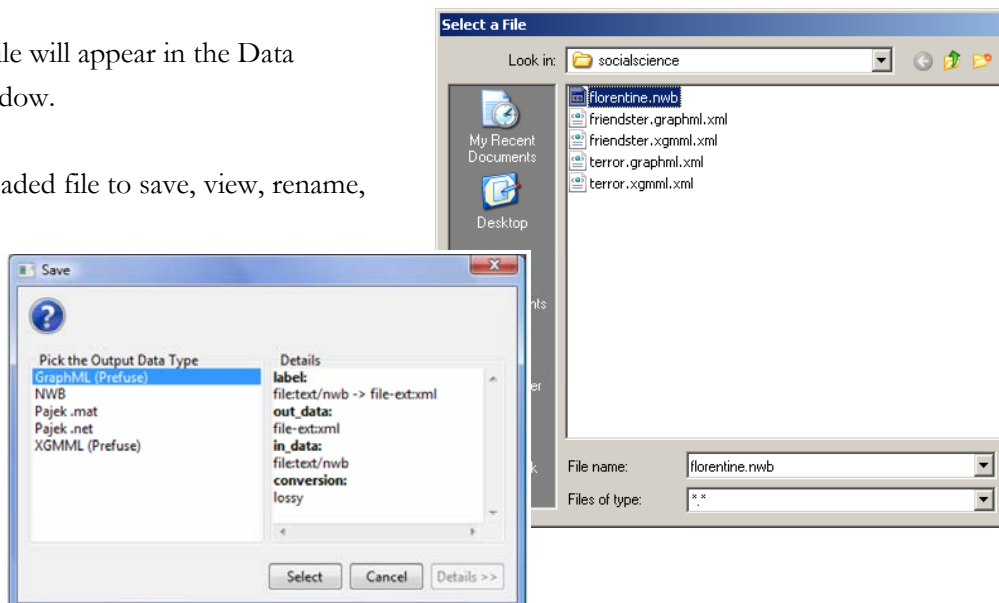 ile will appear in the Data
dow.
aded file to save, view, rename,
Select a File
Look in:
socialscience
My Recent
Documents
Desktop
florentine.nwb
friendster.graphml.xml
friendster.xgmml.xml
terror.graphml.xml
terror.xgmml.xml
nts
er
k
File name:
florentine.nwb
Files of type:
*.*
Save
Pick the Output Data Type
GraphML (Prefuse)
NWB
Pajek .mat
Pajek .net
XGMML (Prefuse)
Details
label:
file:text/nwb -> file-ext:xml
out_data:
file-ext:xml
in_data:
file:text/nwb
conversion:
lossy
Select
Cancel
Details >>